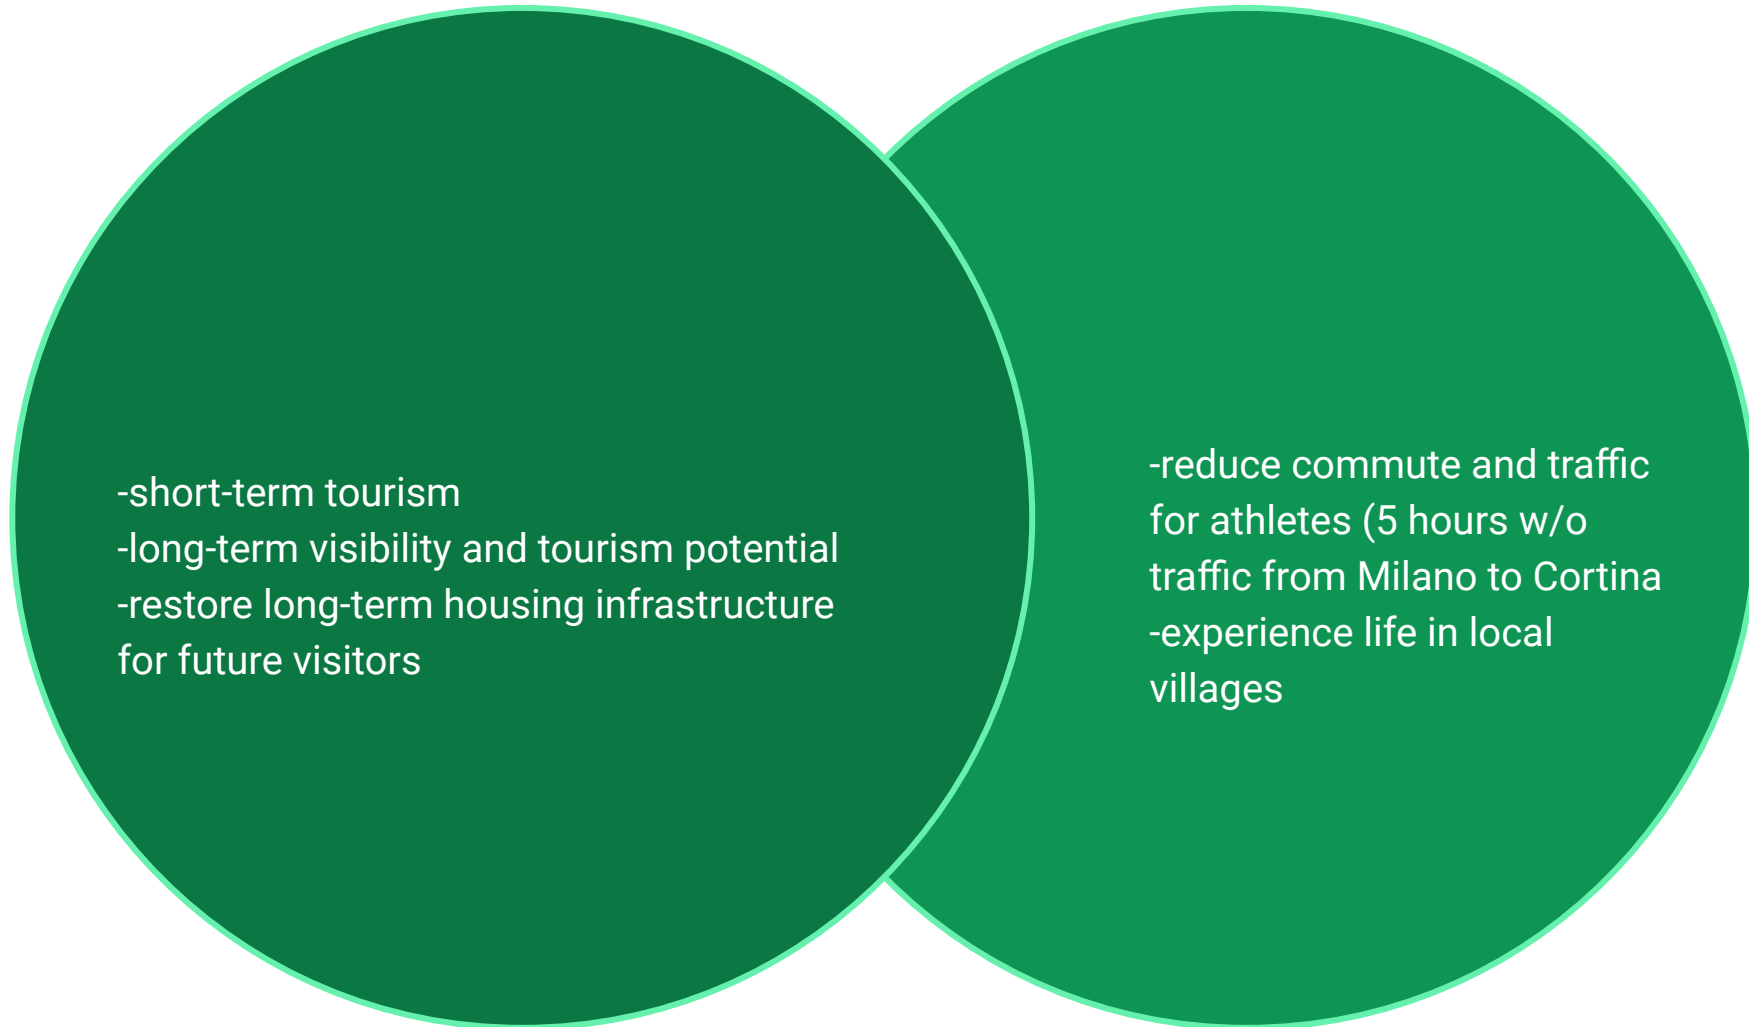 -short-term tourism
-long-term visibility and tourism potential
-restore long-term housing infrastructure
for future visitors
-reduce commute and traffic
for athletes (5 hours w/o
traffic from Milano to Cortina
-experience life in local
villages